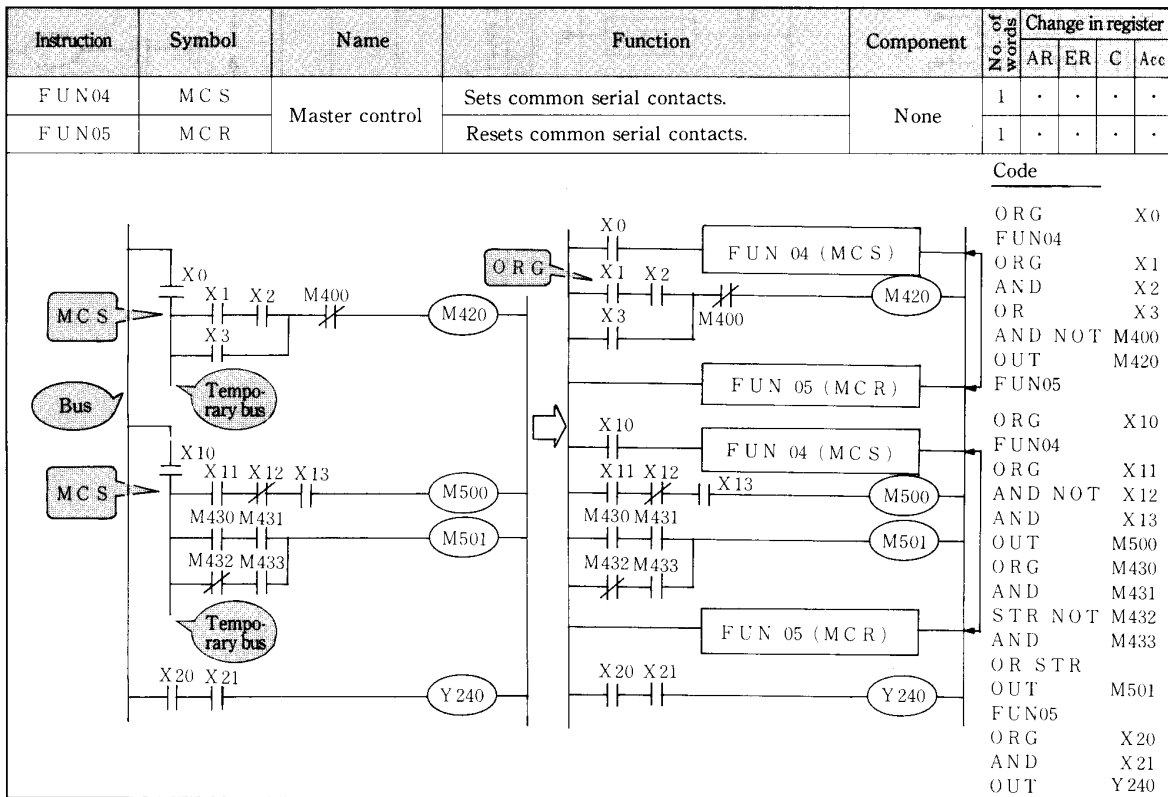 Instruction Symbol Name Function Component No. of words Change in register
AR ER C Acc
FUN04 MCS Master control Sets common serial contacts. None 1 · · · ·
FUN05 MCR Resets common serial contacts. 1 · · · ·
X0
X1 X2 M400
MCS
M420
X3
Bus
Tempo-
rary bus
X10
X11 X12 X13
MCS
M500
M430 M431
M501
M432 M433
Tempo-
rary bus
X20 X21
Y240
X0
FUN 04 (MCS)
ORG
X1 X2
M420
M400
X3
FUN 05 (MCR)
X10
FUN 04 (MCS)
X11 X12 X13
M500
M430 M431
M501
M432 M433
FUN 05 (MCR)
X20 X21
Y240
Code
ORG X0
FUN04
ORG X1
AND X2
OR X3
AND NOT M400
OUT M420
FUN05
ORG X10
FUN04
ORG X11
AND NOT X12
AND X13
OUT M500
ORG M430
AND M431
STR NOT M432
AND M433
OR STR
OUT M501
FUN05
ORG X20
AND X21
OUT Y240